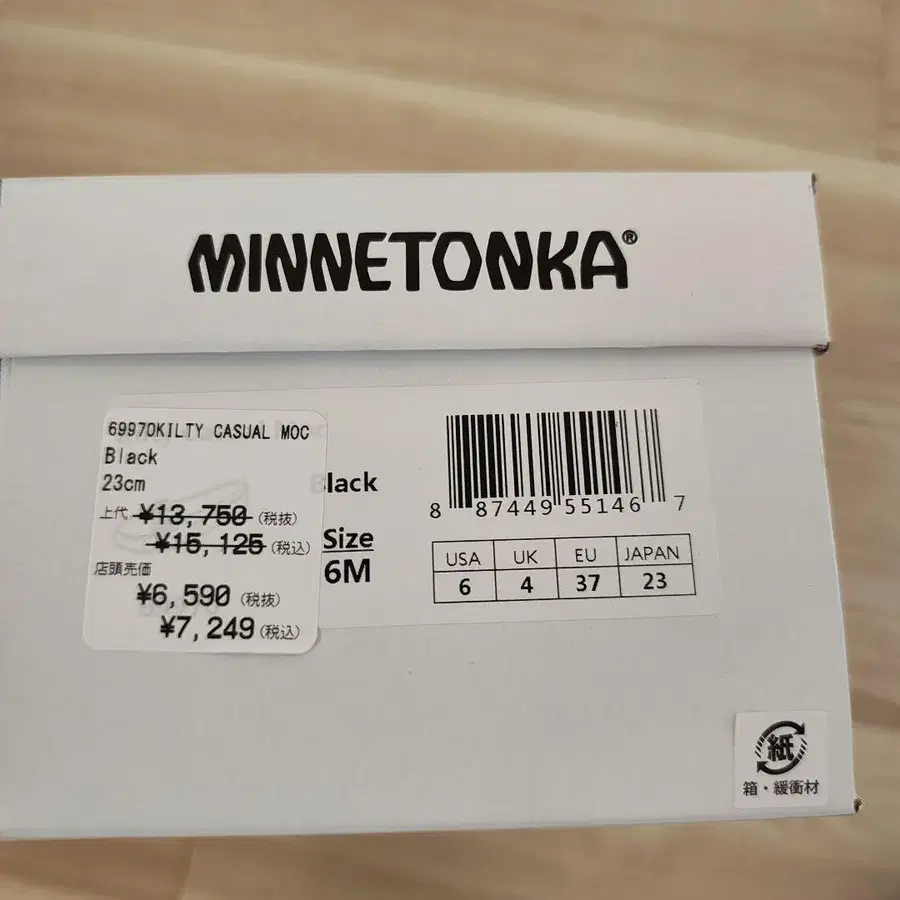 MINNETONKA®
69970KILTY CASUAL MOC
Black
23cm
上代 ¥13,750 (税抜)
¥15,125 (税込)
店頭売価
¥6,590 (税抜)
¥7,249 (税込)
Black
Size
6M
8 87449 55146 7
USA UK EU JAPAN
6 4 37 23
紙
箱・緩衝材